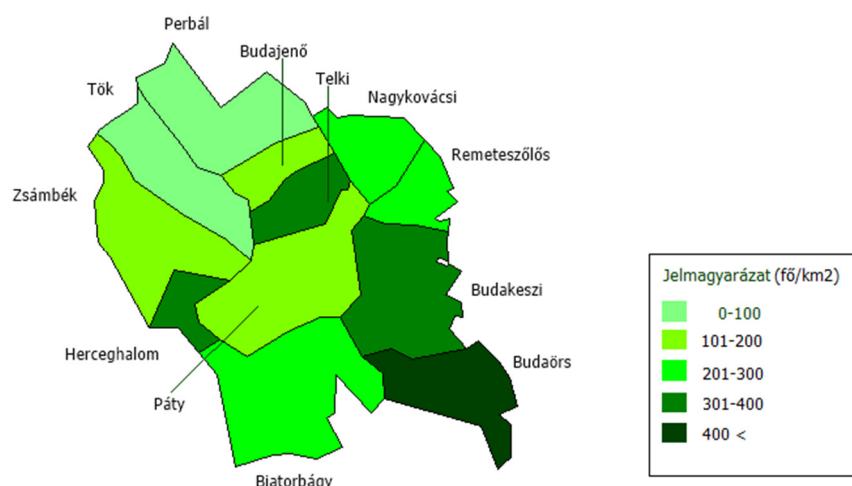 Perbál
Budajenő
Telki
Tök
Nagykovácsi
Remeteszőlős
Zsámbék
Budakeszi
Herceghalom
Budaörs
Páty
Biatorbágy
Jelmagyarázat (fő/km2)
0-100
101-200
201-300
301-400
400 <